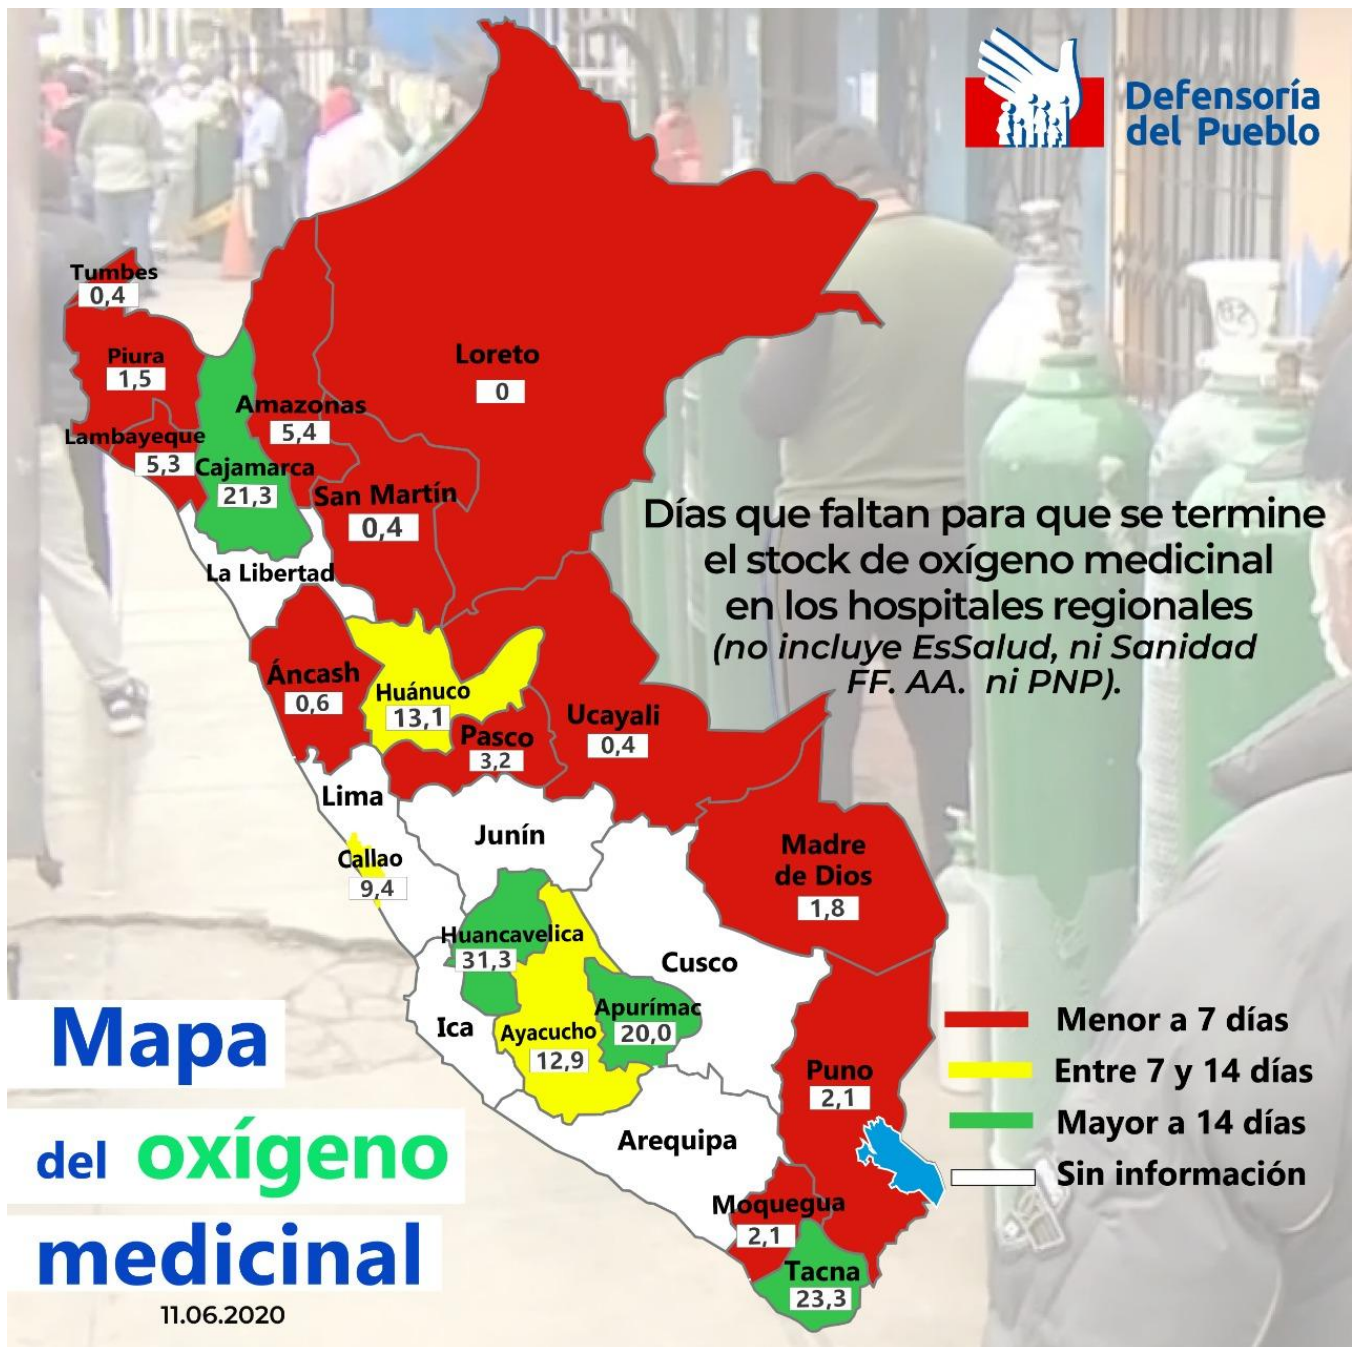 Defensoría
del Pueblo
Tumbes
0,4
Piura
1,5
Loreto
0
Amazonas
5,4
Lambayeque
5,3
Cajamarca
21,3
San Martín
0,4
Días que faltan para que se termine
el stock de oxígeno medicinal
en los hospitales regionales
(no incluye EsSalud, ni Sanidad
FF. AA. ni PNP).
La Libertad
Áncash
0,6
Huánuco
13,1
Pasco
3,2
Ucayali
0,4
Lima
Junín
Callao
9,4
Madre
de Dios
1,8
Huancavelica
31,3
Cusco
Ica
Ayacucho
12,9
Apurímac
20,0
Puno
2,1
Arequipa
Moquegua
2,1
Tacna
23,3
Menor a 7 días
Entre 7 y 14 días
Mayor a 14 días
Sin información
Mapa
del oxígeno
medicinal
11.06.2020